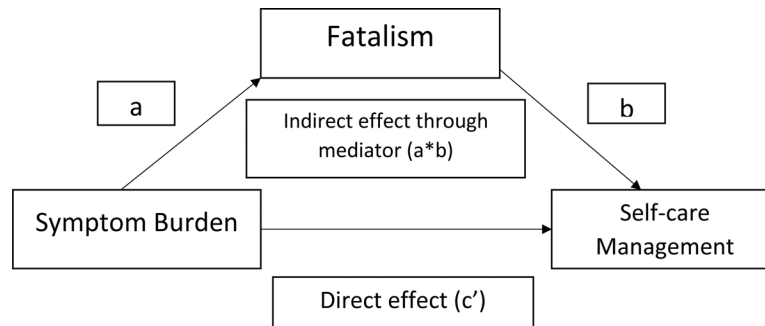 Fatalism
a
b
Indirect effect through
mediator (a*b)
Symptom Burden
Self-care
Management
Direct effect (c’)